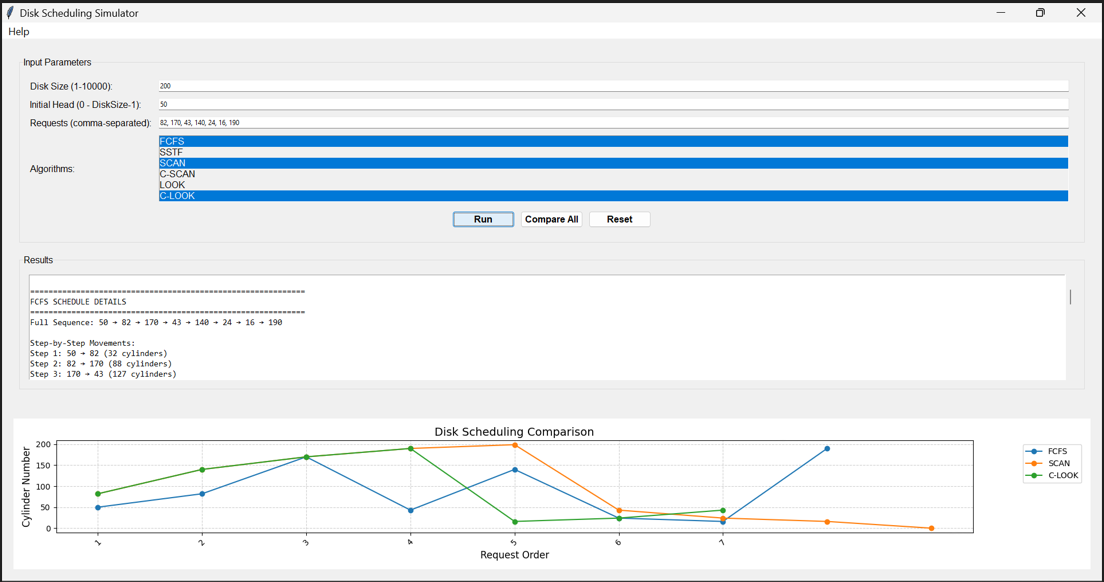 Disk Scheduling Simulator
Help
Input Parameters
Disk Size (1-10000): 200
Initial Head (0 - DiskSize-1): 50
Requests (comma-separated): 82, 170, 43, 140, 24, 16, 190
Algorithms:
FCFS
SSTF
SCAN
C-SCAN
LOOK
C-LOOK
Run Compare All Reset
Results
============================================================
FCFS SCHEDULE DETAILS
============================================================
Full Sequence: 50 → 82 → 170 → 43 → 140 → 24 → 16 → 190
Step-by-Step Movements:
Step 1: 50 → 82 (32 cylinders)
Step 2: 82 → 170 (88 cylinders)
Step 3: 170 → 43 (127 cylinders)
Disk Scheduling Comparison
Cylinder Number
200
150
100
50
0
1 2 3 4 5 6 7
Request Order
FCFS
SCAN
C-LOOK